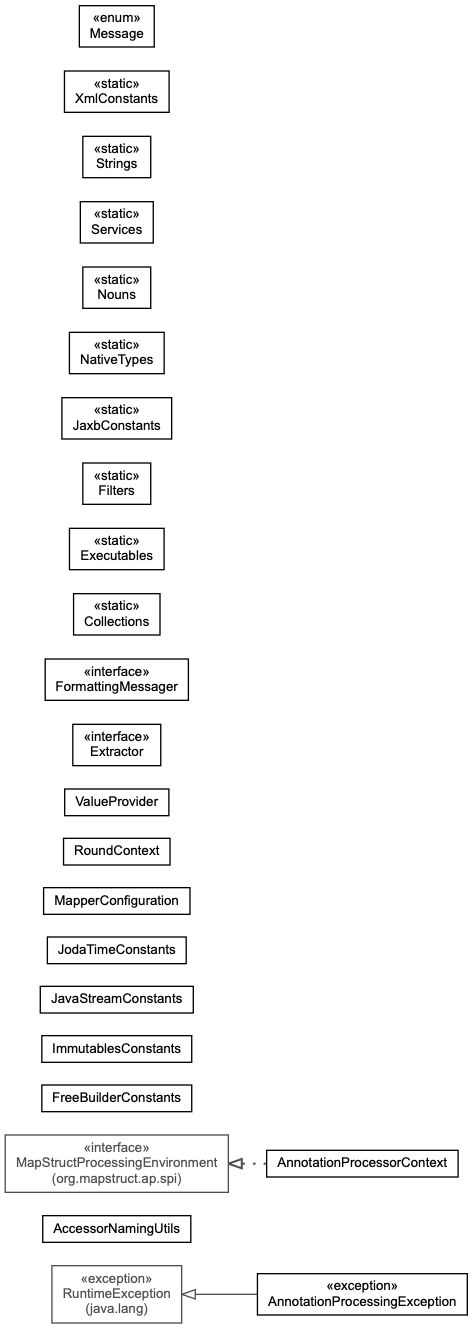 «enum»
Message
«static»
XmlConstants
«static»
Strings
«static»
Services
«static»
Nouns
«static»
NativeTypes
«static»
JaxbConstants
«static»
Filters
«static»
Executables
«static»
Collections
«interface»
FormattingMessager
«interface»
Extractor
ValueProvider
RoundContext
MapperConfiguration
JodaTimeConstants
JavaStreamConstants
ImmutablesConstants
FreeBuilderConstants
«interface»
MapStructProcessingEnvironment
(org.mapstruct.ap.spi)
AnnotationProcessorContext
AccessorNamingUtils
«exception»
RuntimeException
(java.lang)
«exception»
AnnotationProcessingException